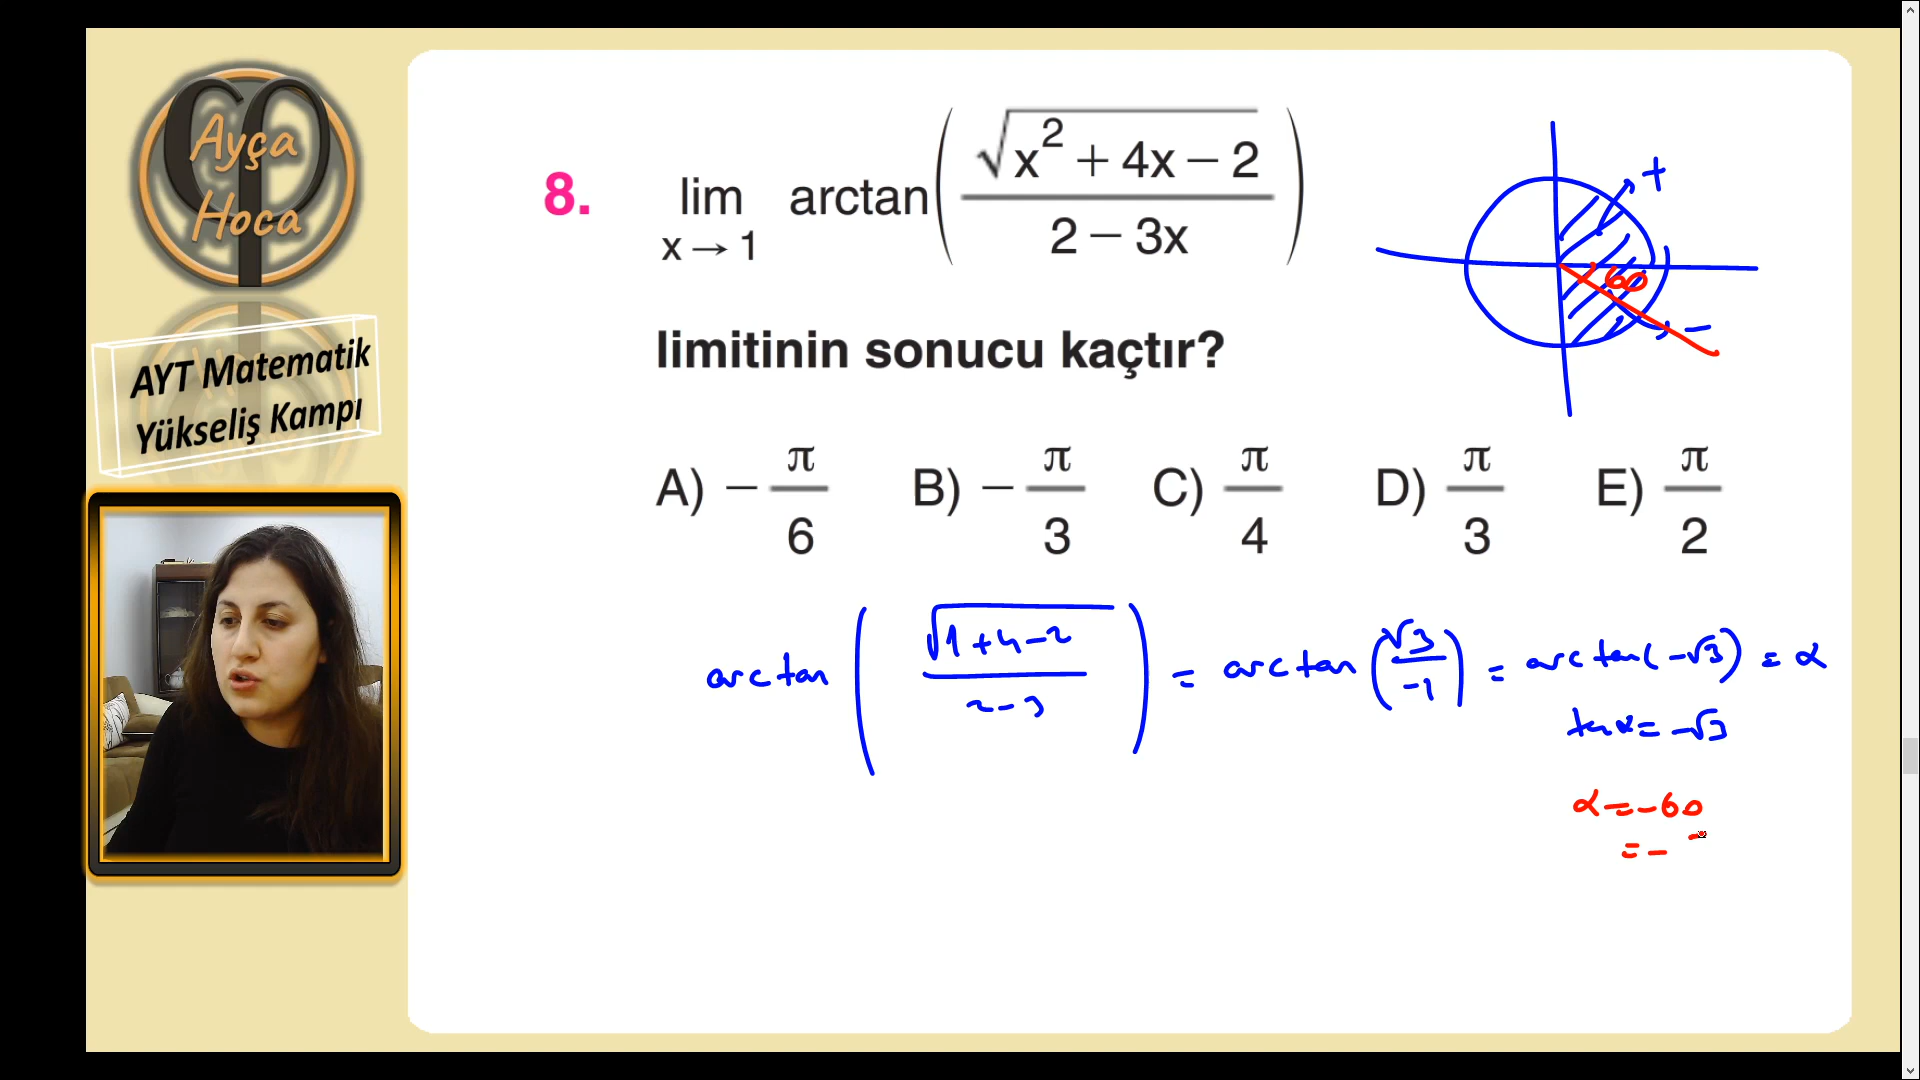 Ayça
Hoca
AYT Matematik
Yükseliş Kampı
8. lim x → 1 arctan( √(x² + 4x − 2) / (2 − 3x) )
limitinin sonucu kaçtır?
A) − π/6 B) − π/3 C) π/4 D) π/3 E) π/2
+
60
−
arctan ( √(1+4−2) / (2−3) ) = arctan ( √3 / −1 ) = arctan(−√3) = α
tanα = −√3
α = −60
= −